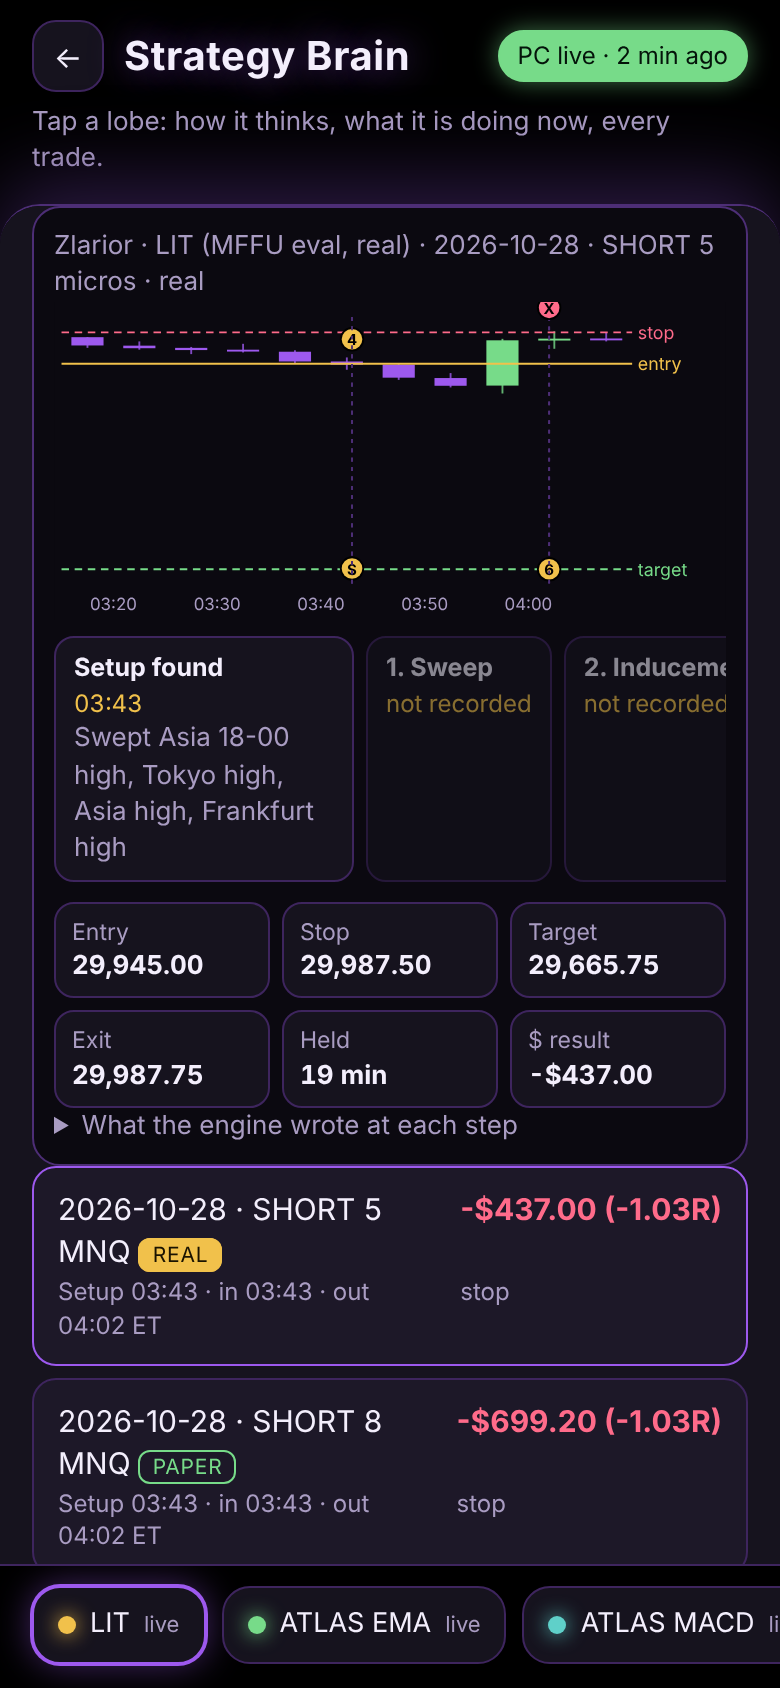 ←
Strategy Brain
PC live · 2 min ago
Tap a lobe: how it thinks, what it is doing now, every
trade.
Zlarior · LIT (MFFU eval, real) · 2026-10-28 · SHORT 5
micros · real
X
stop
4
entry
$
6
target
03:20 03:30 03:40 03:50 04:00
Setup found
03:43
Swept Asia 18-00
high, Tokyo high,
Asia high, Frankfurt
high
1. Sweep
not recorded
2. Induceme
not recorded
Entry
29,945.00
Stop
29,987.50
Target
29,665.75
Exit
29,987.75
Held
19 min
$ result
-$437.00
▶ What the engine wrote at each step
2026-10-28 · SHORT 5
MNQ REAL
-$437.00 (-1.03R)
Setup 03:43 · in 03:43 · out
04:02 ET
stop
2026-10-28 · SHORT 8
MNQ PAPER
-$699.20 (-1.03R)
Setup 03:43 · in 03:43 · out
04:02 ET
stop
LIT live
ATLAS EMA live
ATLAS MACD li